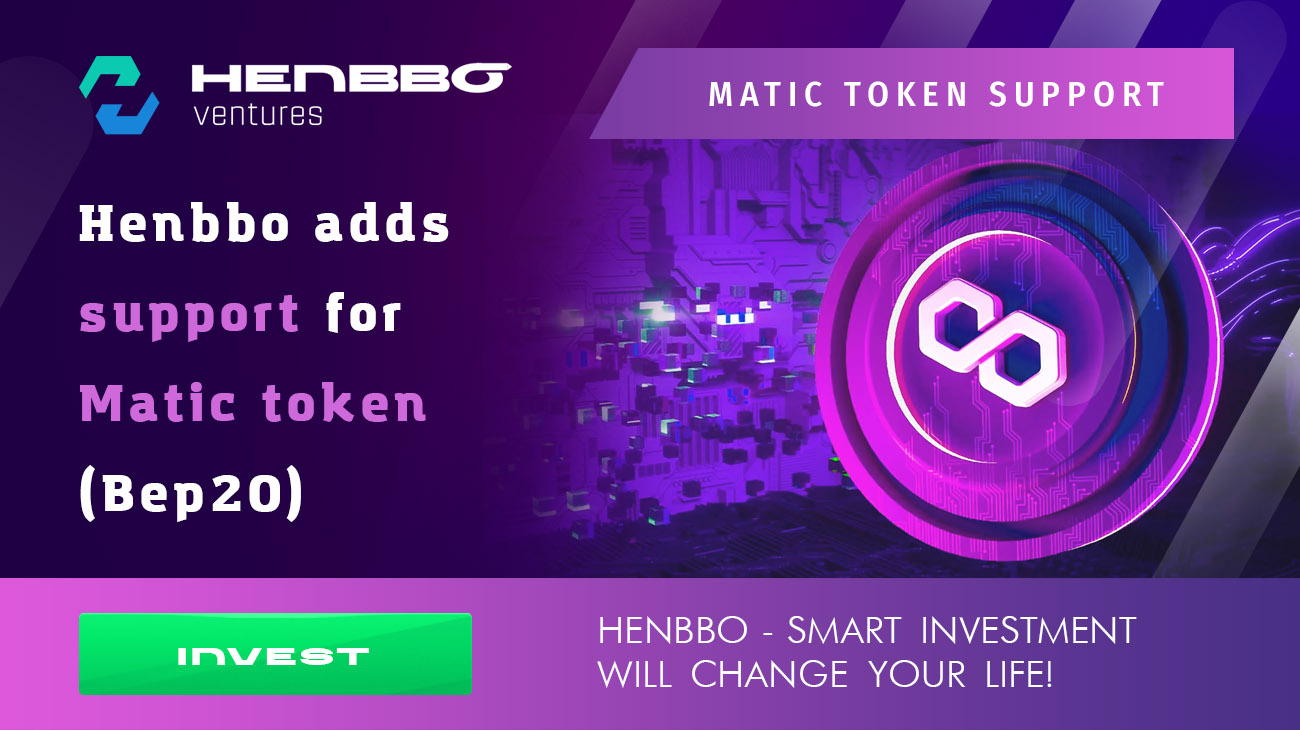 HENBBO
ventures
MATIC TOKEN SUPPORT
Henbbo adds
support for
Matic token
(Bep20)
INVEST
HENBBO - SMART INVESTMENT
WILL CHANGE YOUR LIFE!